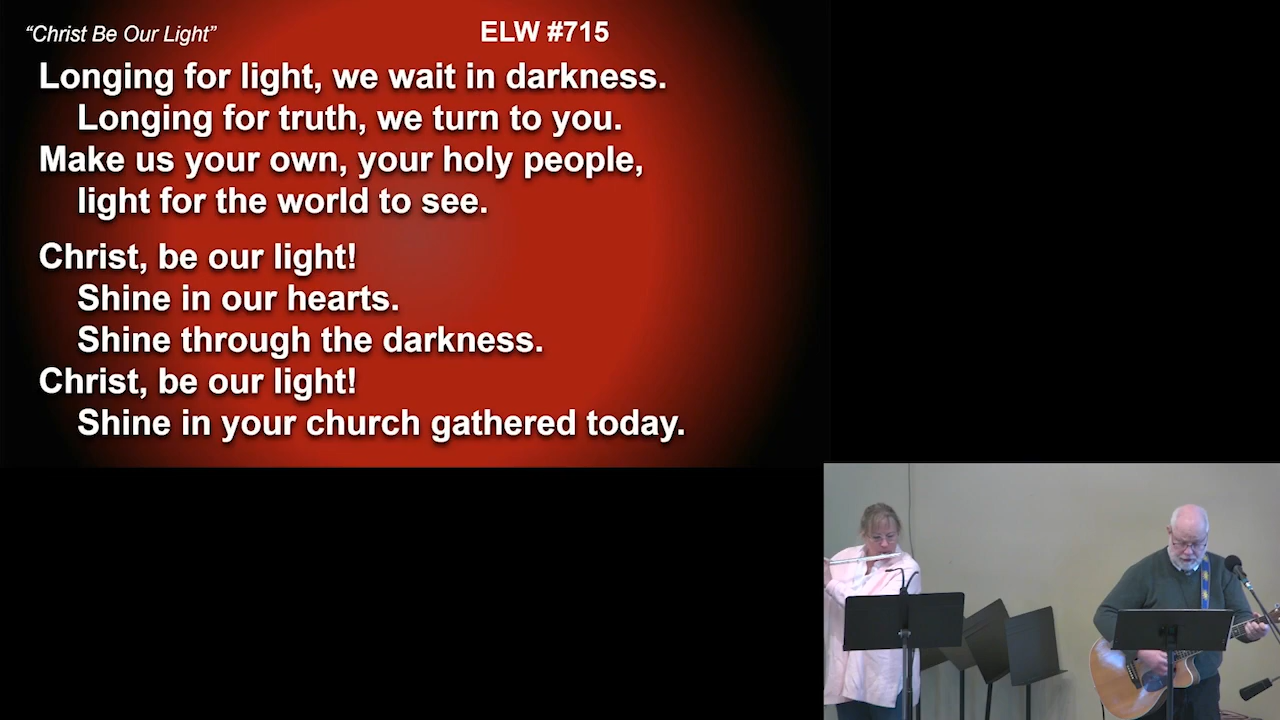 “Christ Be Our Light” ELW #715
Longing for light, we wait in darkness.
Longing for truth, we turn to you.
Make us your own, your holy people,
light for the world to see.
Christ, be our light!
Shine in our hearts.
Shine through the darkness.
Christ, be our light!
Shine in your church gathered today.